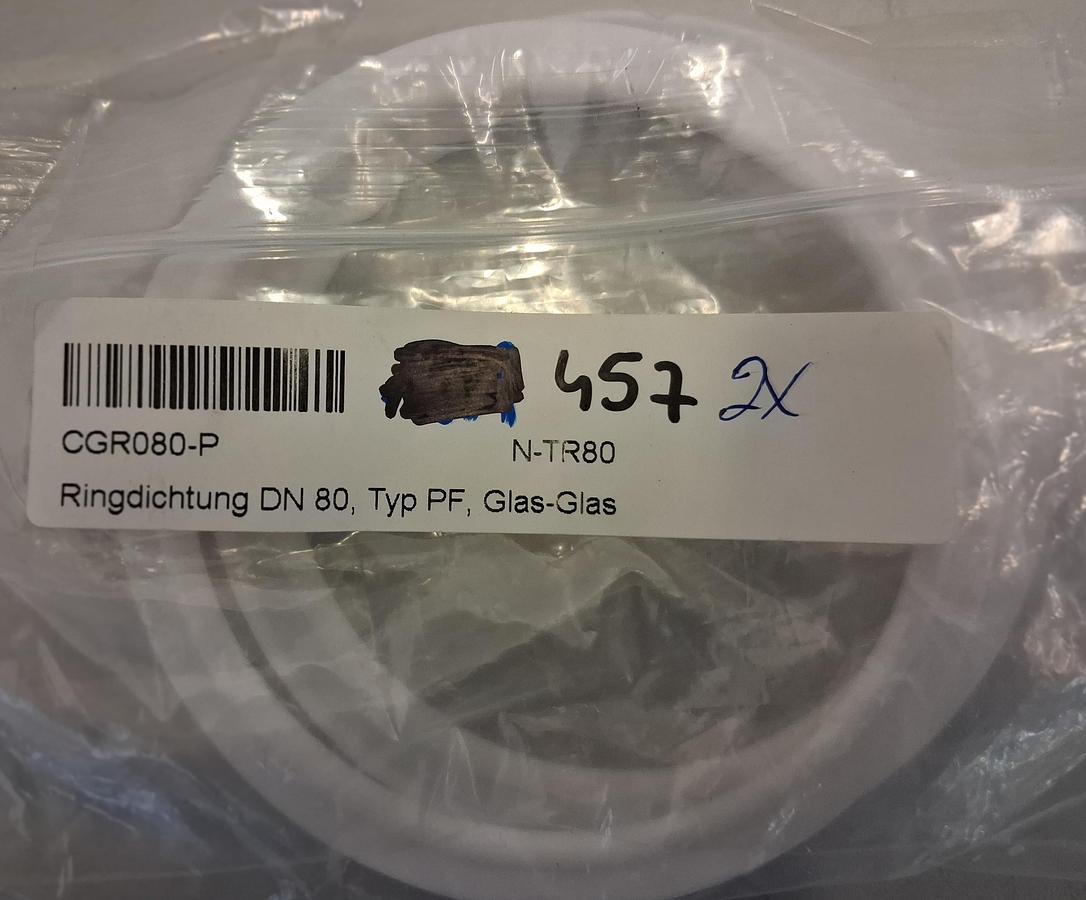 457 2X
CGR080-P N-TR80
Ringdichtung DN 80, Typ PF, Glas-Glas